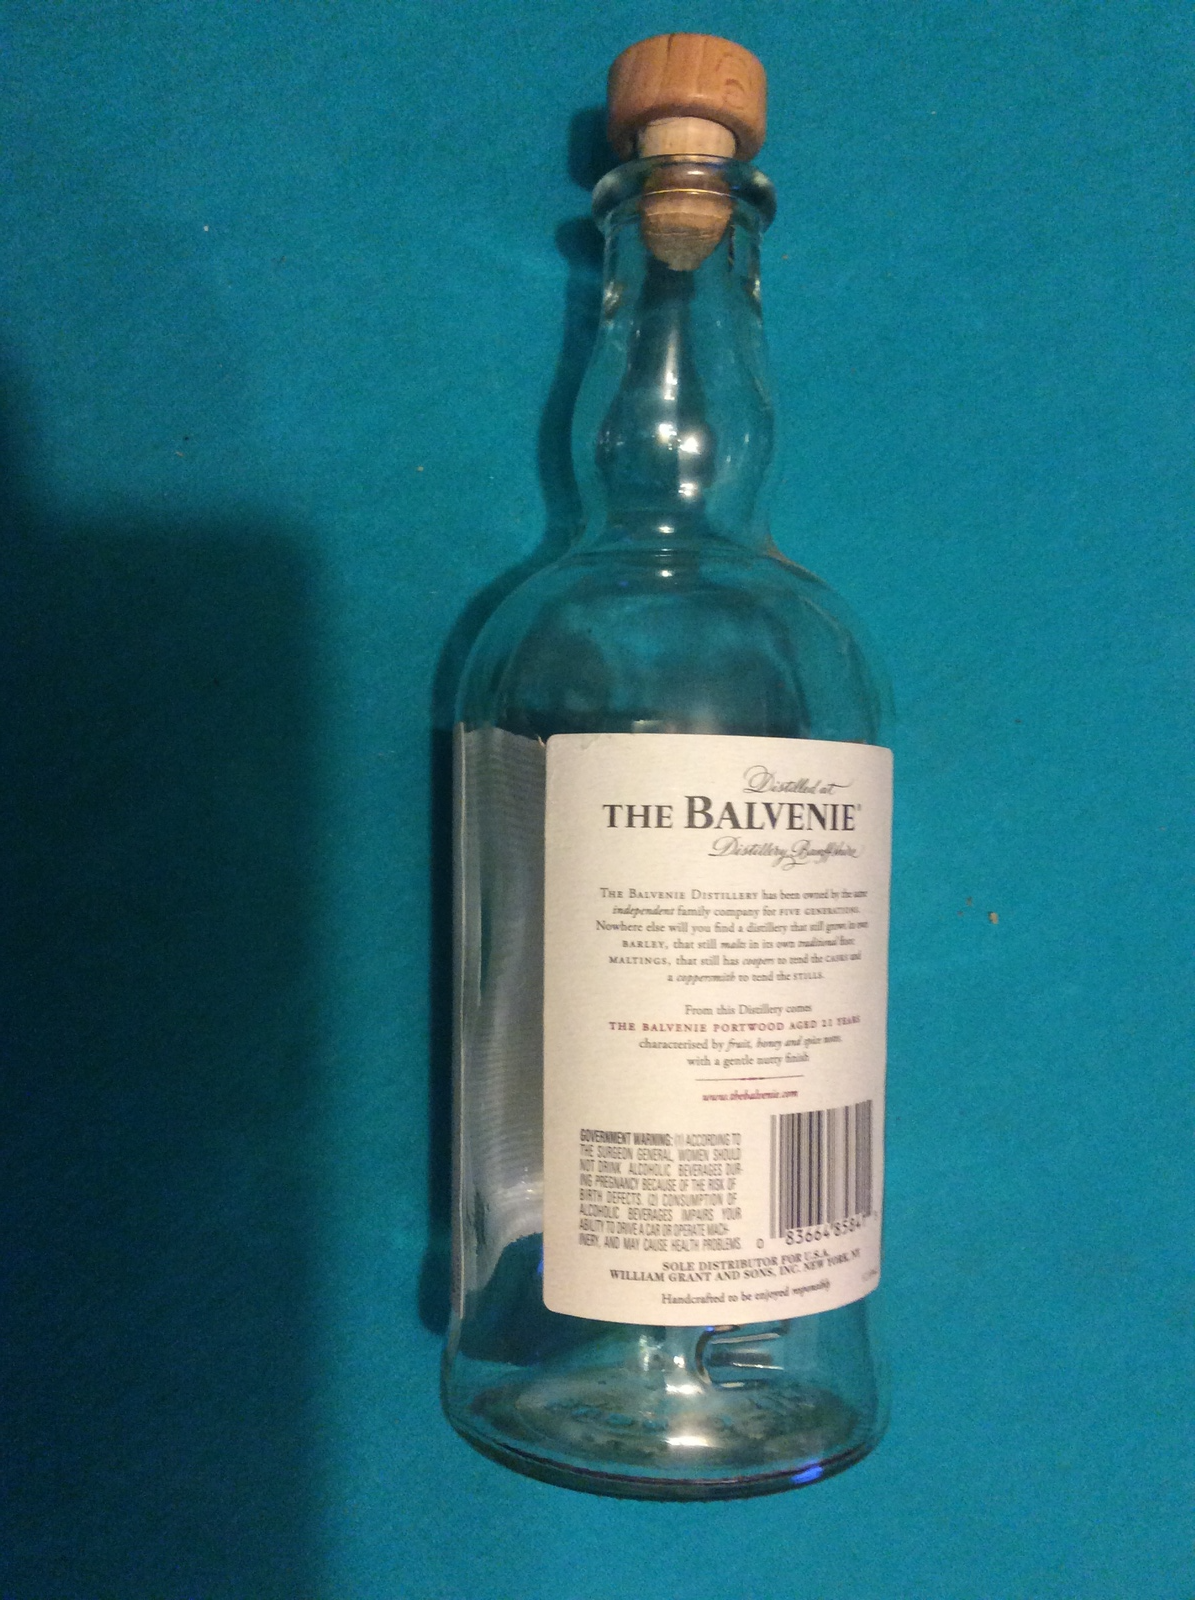 Distilled at
THE BALVENIE®
Distillery Banffshire
THE BALVENIE DISTILLERY has been owned by the same
independent family company for FIVE GENERATIONS.
Nowhere else will you find a distillery that still grows its own
BARLEY, that still malts in its own traditional floor
MALTINGS, that still has coopers to tend the CASKS and
a coppersmith to tend the STILLS.
From this Distillery comes
THE BALVENIE PORTWOOD AGED 21 YEARS
characterised by fruit, honey and spice notes,
with a gentle nutty finish
www.thebalvenie.com
GOVERNMENT WARNING: (1) ACCORDING TO
THE SURGEON GENERAL, WOMEN SHOULD
NOT DRINK ALCOHOLIC BEVERAGES DUR-
ING PREGNANCY BECAUSE OF THE RISK OF
BIRTH DEFECTS. (2) CONSUMPTION OF
ALCOHOLIC BEVERAGES IMPAIRS YOUR
ABILITY TO DRIVE A CAR OR OPERATE MACH-
INERY, AND MAY CAUSE HEALTH PROBLEMS.
0 83664 8584
SOLE DISTRIBUTOR FOR U.S.A.
WILLIAM GRANT AND SONS, INC. NEW YORK, NY
Handcrafted to be enjoyed responsibly